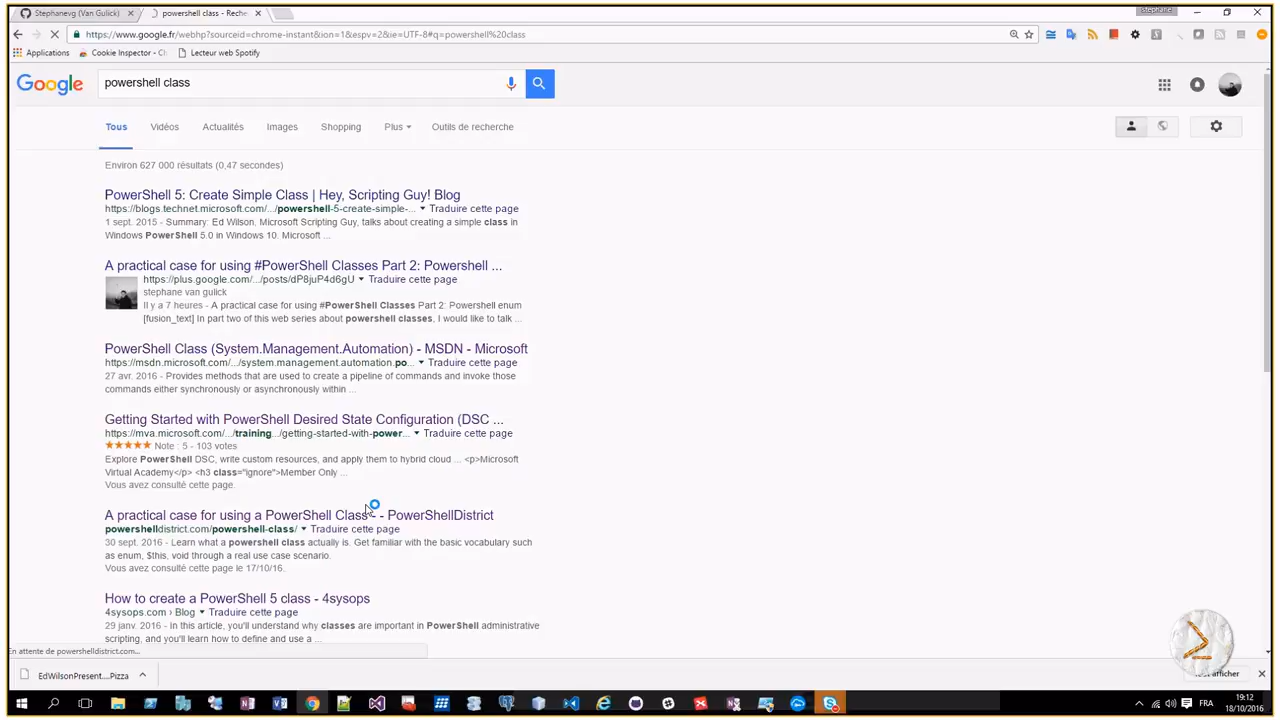 Stephanevg (Van Gulick)
powershell class - Reche
Stephane
https://www.google.fr/webhp?sourceid=chrome-instant&ion=1&espv=2&ie=UTF-8#q=powershell%20class
Applications
Cookie Inspector - Cl
Lecteur web Spotify
Google
powershell class
Tous
Vidéos
Actualités
Images
Shopping
Plus
Outils de recherche
Environ 627 000 résultats (0,47 secondes)
PowerShell 5: Create Simple Class | Hey, Scripting Guy! Blog
https://blogs.technet.microsoft.com/.../powershell-5-create-simple-... Traduire cette page
1 sept. 2015 - Summary: Ed Wilson, Microsoft Scripting Guy, talks about creating a simple class in
Windows PowerShell 5.0 in Windows 10. Microsoft ...
A practical case for using #PowerShell Classes Part 2: Powershell ...
https://plus.google.com/.../posts/dP8juP4d6gU Traduire cette page
stephane van gulick
Il y a 7 heures - A practical case for using #PowerShell Classes Part 2: Powershell enum
[fusion_text] In part two of this web series about powershell classes, I would like to talk ...
PowerShell Class (System.Management.Automation) - MSDN - Microsoft
https://msdn.microsoft.com/.../system.management.automation.po... Traduire cette page
27 avr. 2016 - Provides methods that are used to create a pipeline of commands and invoke those
commands either synchronously or asynchronously within ...
Getting Started with PowerShell Desired State Configuration (DSC ...
https://mva.microsoft.com/.../training.../getting-started-with-power... Traduire cette page
Note : 5 - 103 votes
Explore PowerShell DSC, write custom resources, and apply them to hybrid cloud ... <p>Microsoft
Virtual Academy</p> <h3 class="ignore">Member Only ...
Vous avez consulté cette page.
A practical case for using a PowerShell Class - - PowerShellDistrict
powershelldistrict.com/powershell-class/ Traduire cette page
30 sept. 2016 - Learn what a powershell class actually is. Get familiar with the basic vocabulary such
as enum, $this, void through a real use case scenario.
Vous avez consulté cette page le 17/10/16.
How to create a PowerShell 5 class - 4sysops
4sysops.com › Blog Traduire cette page
29 janv. 2016 - In this article, you'll understand why classes are important in PowerShell administrative
scripting, and you'll learn how to define and use a ...
En attente de powershelldistrict.com...
EdWilsonPresent....Pizza
afficher
FRA
19:12
18/10/2016